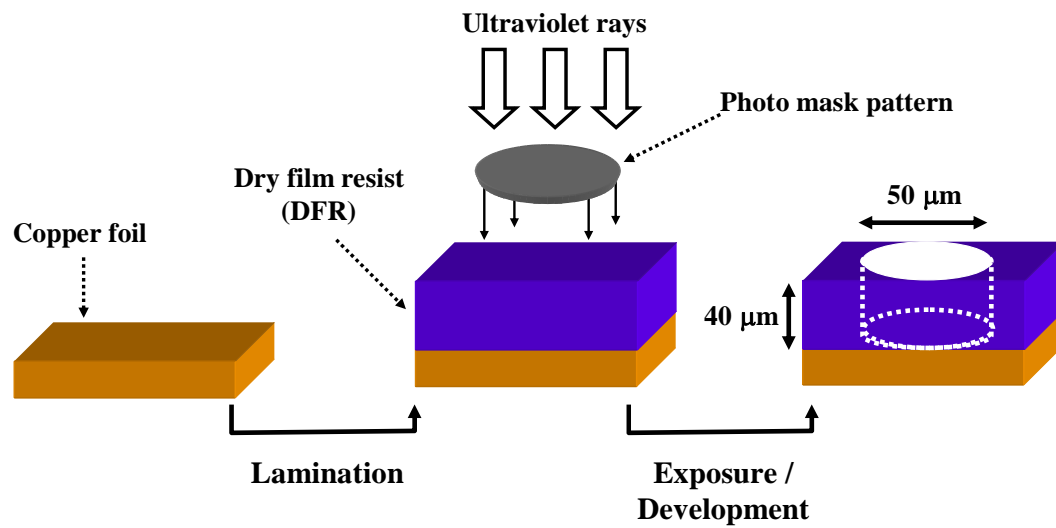 Ultraviolet rays
Photo mask pattern
Dry film resist
(DFR)
Copper foil
50 μm
40 μm
Lamination
Exposure /
Development